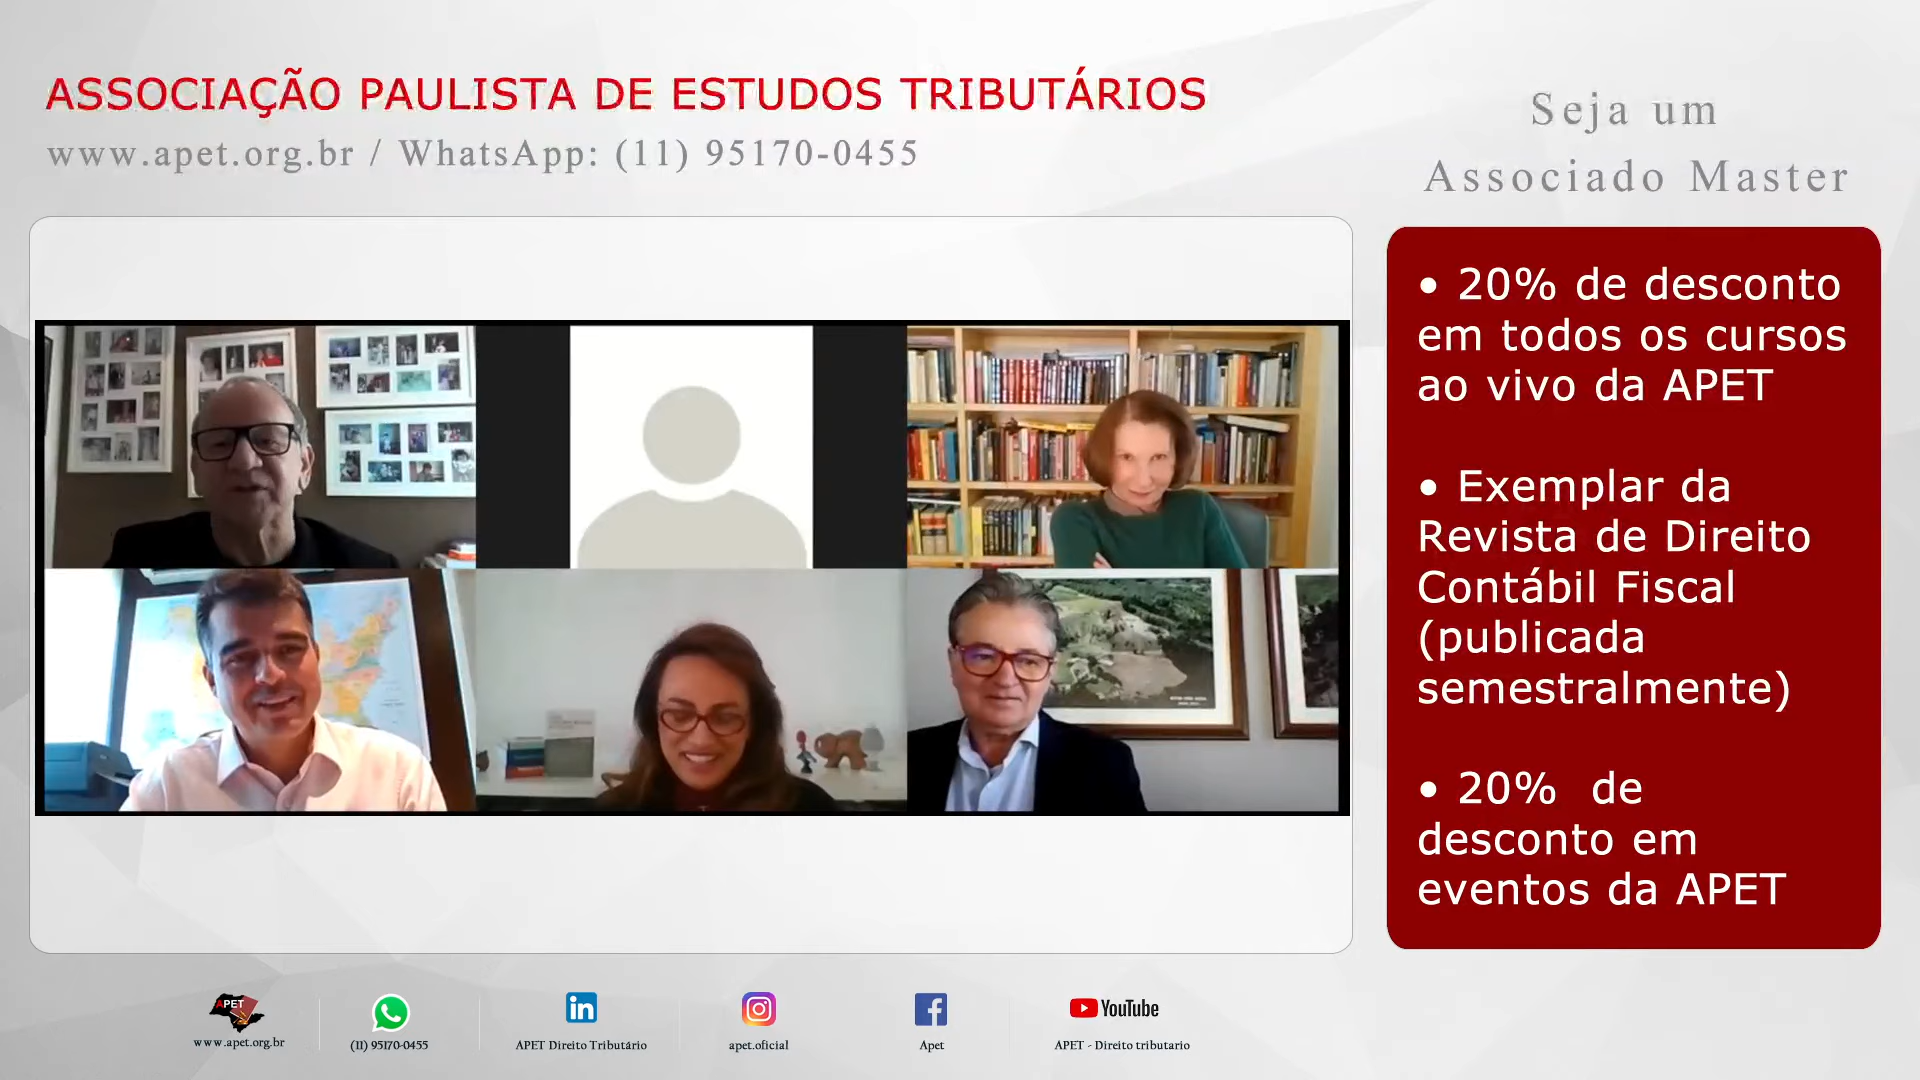 ASSOCIAÇÃO PAULISTA DE ESTUDOS TRIBUTÁRIOS
www.apet.org.br / WhatsApp: (11) 95170-0455
Seja um
Associado Master
• 20% de desconto
em todos os cursos
ao vivo da APET
• Exemplar da
Revista de Direito
Contábil Fiscal
(publicada
semestralmente)
• 20%  de
desconto em
eventos da APET
APET
www.apet.org.br
(11) 95170-0455
in
APET Direito Tributário
apet.oficial
Apet
YouTube
APET - Direito tributario